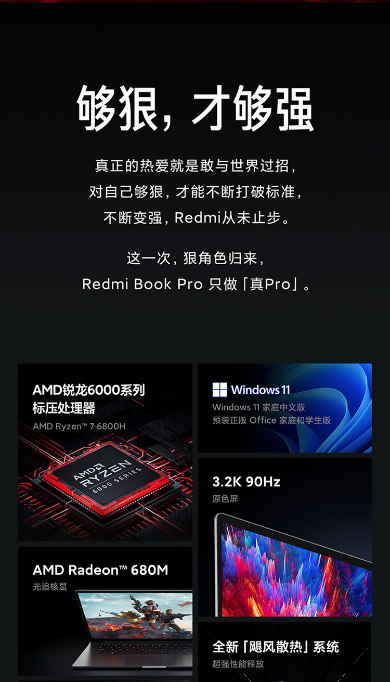 够狠，才够强
真正的热爱就是敢与世界过招，
对自己够狠，才能不断打破标准，
不断变强，Redmi从未止步。
这一次，狠角色归来，
Redmi Book Pro 只做「真Pro」。
AMD锐龙6000系列
标压处理器
AMD Ryzen™ 7-6800H
AMD
RYZEN
6000 SERIES
Windows 11
Windows 11 家庭中文版
预装正版 Office 家庭和学生版
3.2K 90Hz
原色屏
AMD Radeon™ 680M
光追核显
全新「飓风散热」系统
超强性能释放